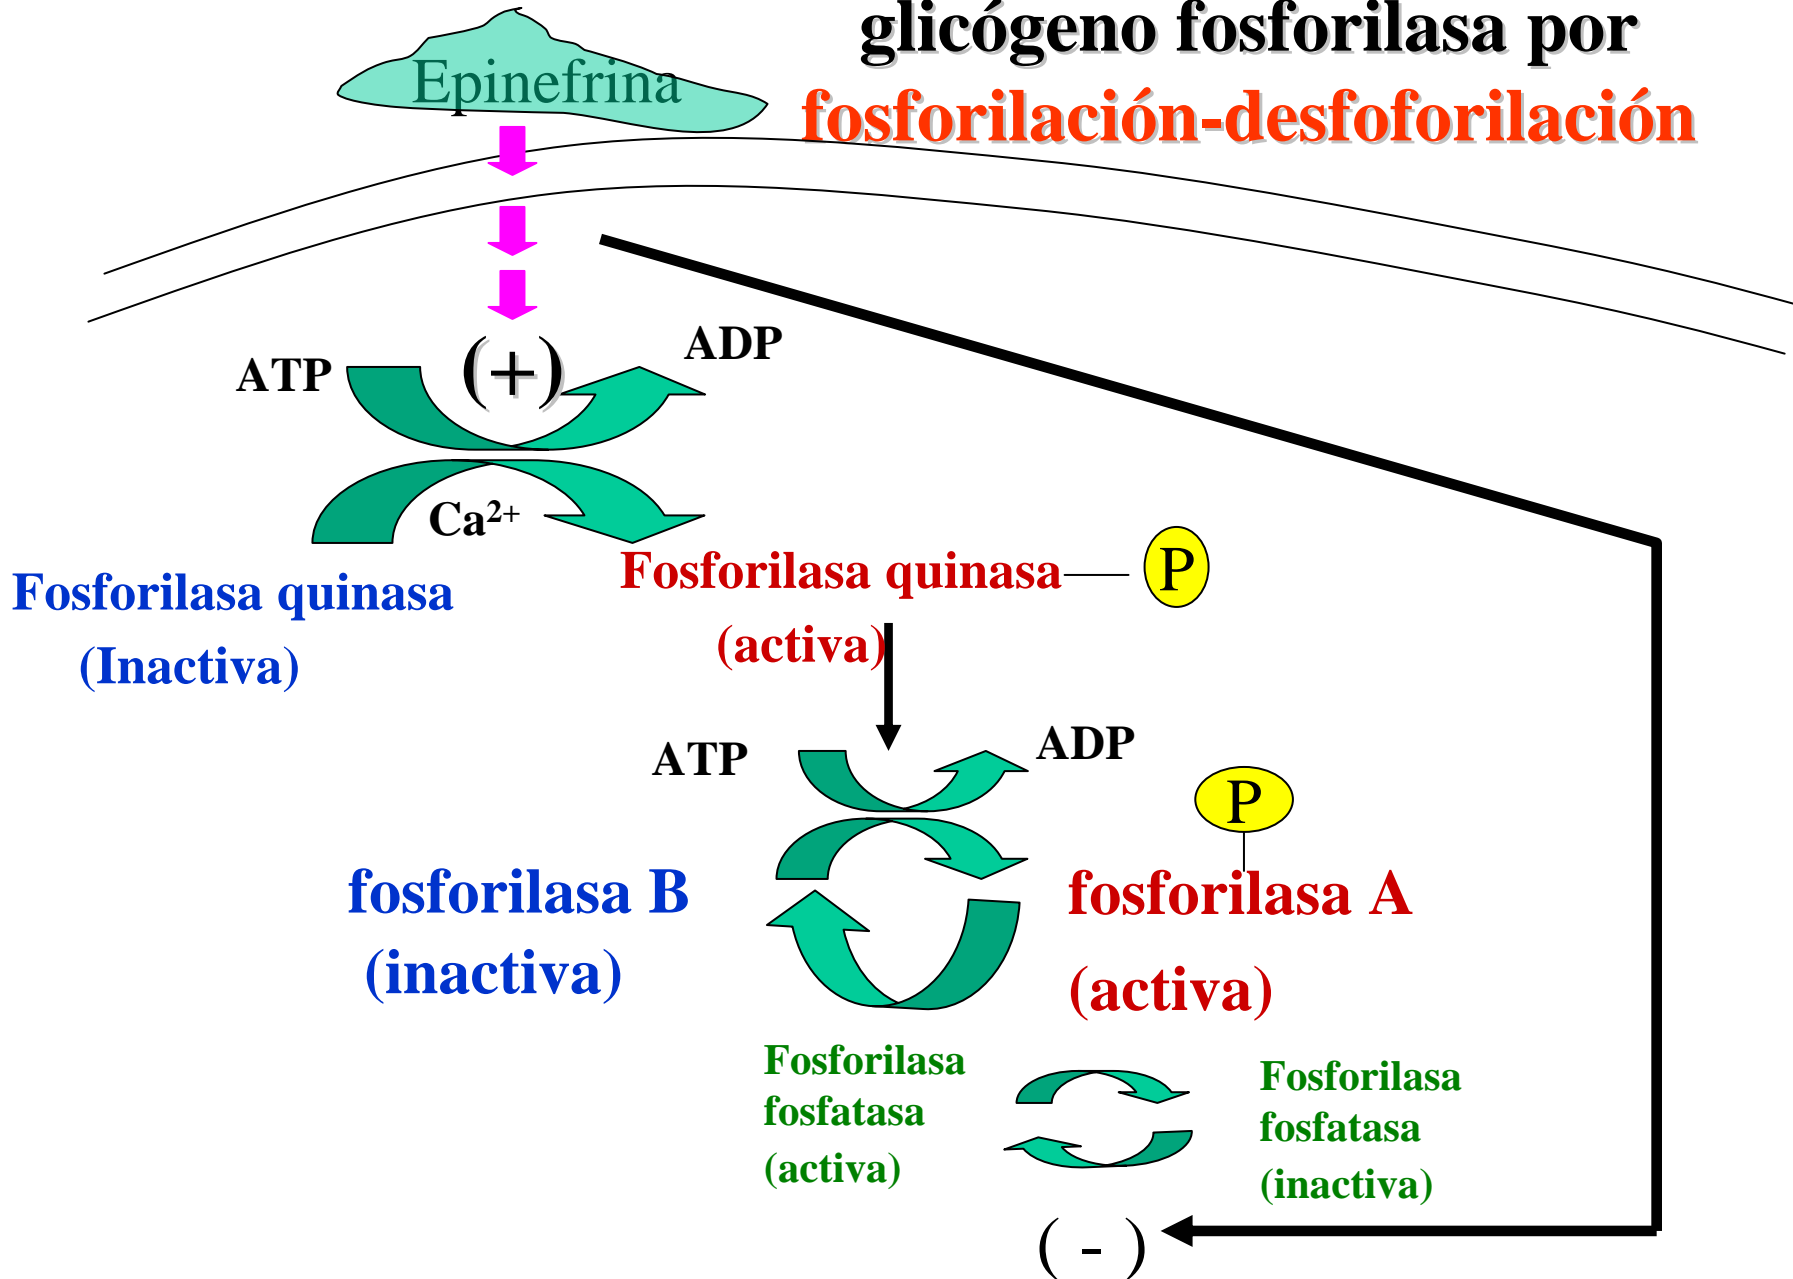 glicógeno fosforilasa por
fosforilación-desfoforilación
Epinefrina
(+)
ATP
ADP
Ca²⁺
Fosforilasa quinasa
(Inactiva)
Fosforilasa quinasa
P
(activa)
ATP
ADP
P
fosforilasa B
(inactiva)
fosforilasa A
(activa)
Fosforilasa
fosfatasa
(activa)
Fosforilasa
fosfatasa
(inactiva)
( - )